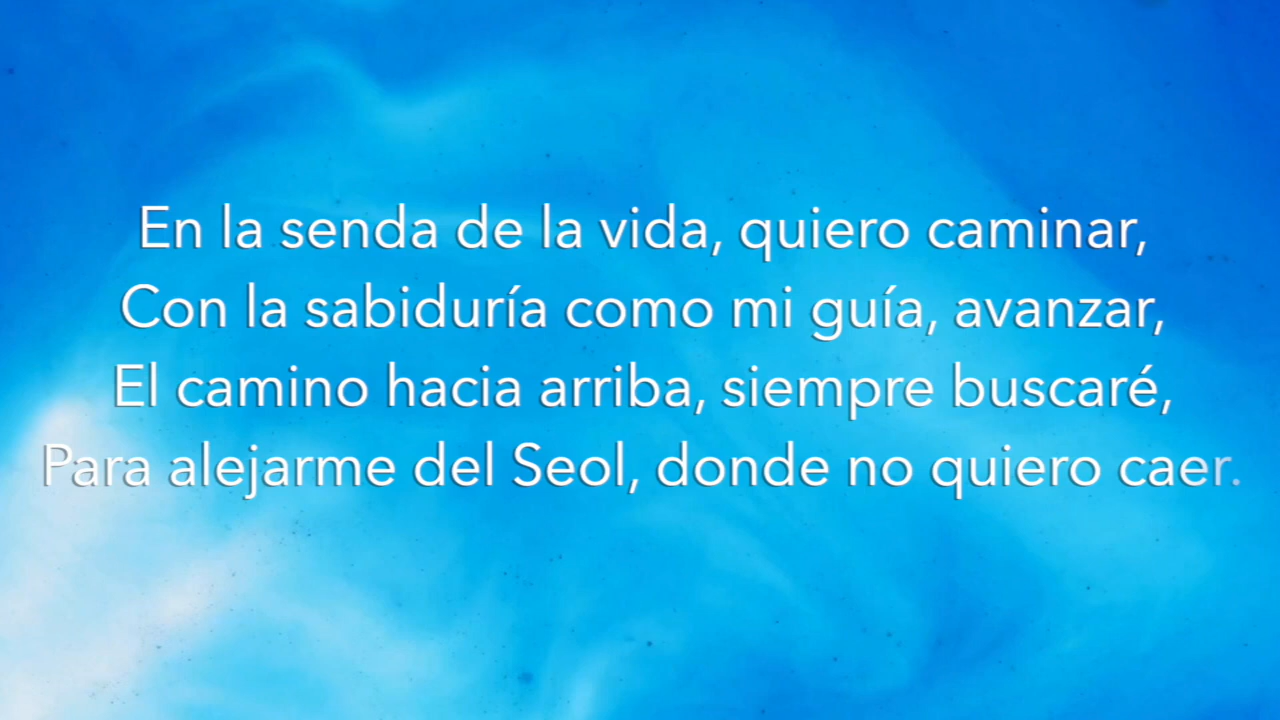 En la senda de la vida, quiero caminar,
Con la sabiduría como mi guía, avanzar,
El camino hacia arriba, siempre buscaré,
Para alejarme del Seol, donde no quiero caer.